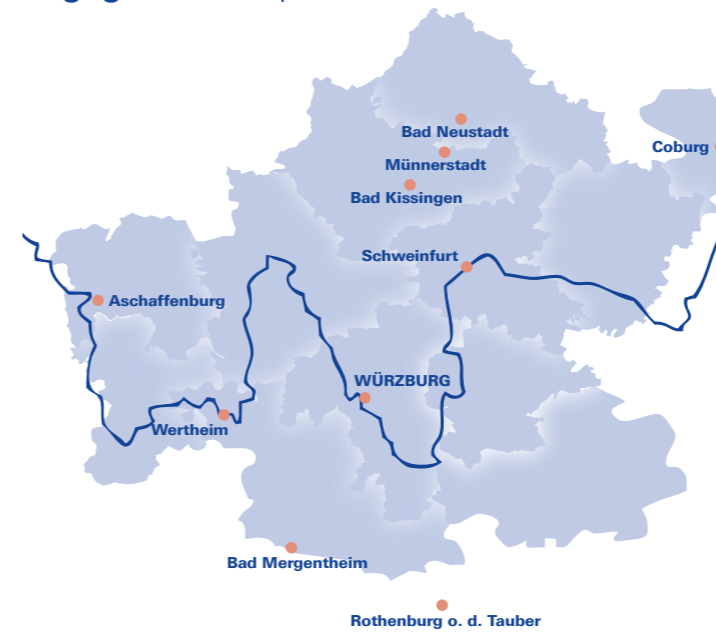 Bad Neustadt
Coburg
Münnerstadt
Bad Kissingen
Schweinfurt
Aschaffenburg
WÜRZBURG
Wertheim
Bad Mergentheim
Rothenburg o. d. Tauber